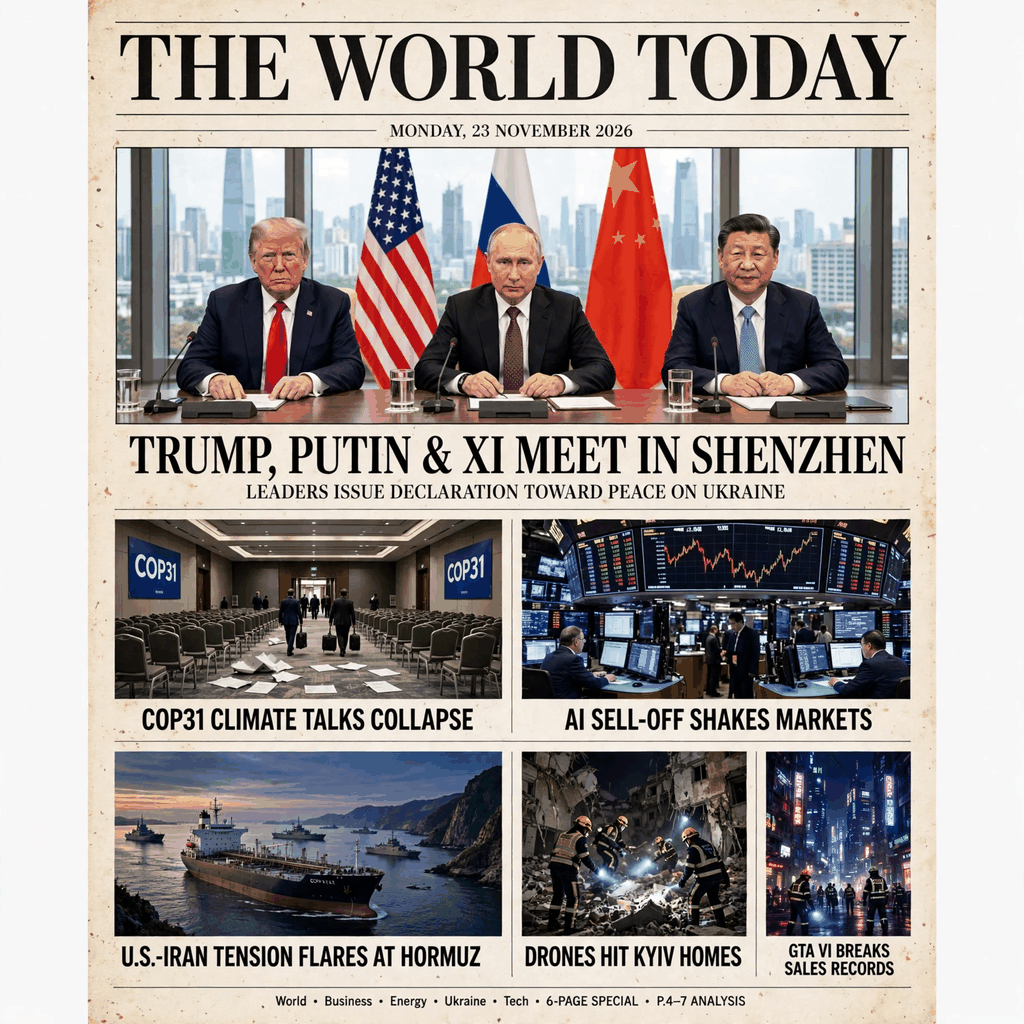 THE WORLD TODAY
MONDAY, 23 NOVEMBER 2026
TRUMP, PUTIN & XI MEET IN SHENZHEN
LEADERS ISSUE DECLARATION TOWARD PEACE ON UKRAINE
COP31
COP31
COP31 CLIMATE TALKS COLLAPSE
AI SELL-OFF SHAKES MARKETS
U.S.-IRAN TENSION FLARES AT HORMUZ
DRONES HIT KYIV HOMES
GTA VI BREAKS
SALES RECORDS
World • Business • Energy • Ukraine • Tech • 6-PAGE SPECIAL • P.4–7 ANALYSIS